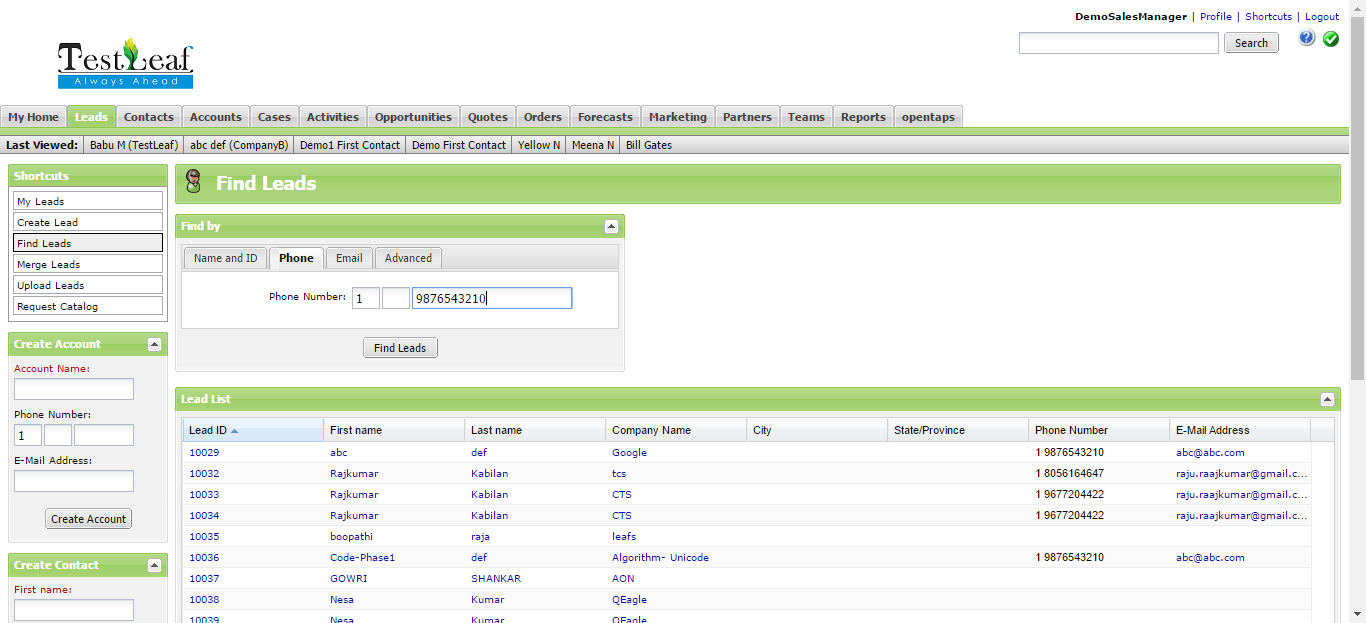 DemoSalesManager | Profile | Shortcuts | Logout
Search
TestLeaf
Always Ahead
My Home Leads Contacts Accounts Cases Activities Opportunities Quotes Orders Forecasts Marketing Partners Teams Reports opentaps
Last Viewed: Babu M (TestLeaf) abc def (CompanyB) Demo1 First Contact Demo First Contact Yellow N Meena N Bill Gates
Shortcuts
My Leads
Create Lead
Find Leads
Merge Leads
Upload Leads
Request Catalog
Create Account
Account Name:
Phone Number:
1
E-Mail Address:
Create Account
Create Contact
First name:
Find Leads
Find by
Name and ID Phone Email Advanced
Phone Number: 1 9876543210
Find Leads
Lead List
Lead ID First name Last name Company Name City State/Province Phone Number E-Mail Address
10029 abc def Google 1 9876543210 abc@abc.com
10032 Rajkumar Kabilan tcs 1 8056164647 raju.raajkumar@gmail.c...
10033 Rajkumar Kabilan CTS 1 9677204422 raju.raajkumar@gmail.c...
10034 Rajkumar Kabilan CTS 1 9677204422 raju.raajkumar@gmail.c...
10035 boopathi raja leafs
10036 Code-Phase1 def Algorithm- Unicode 1 9876543210 abc@abc.com
10037 GOWRI SHANKAR AON
10038 Nesa Kumar QEagle
10039 Nesa Kumar QEagle